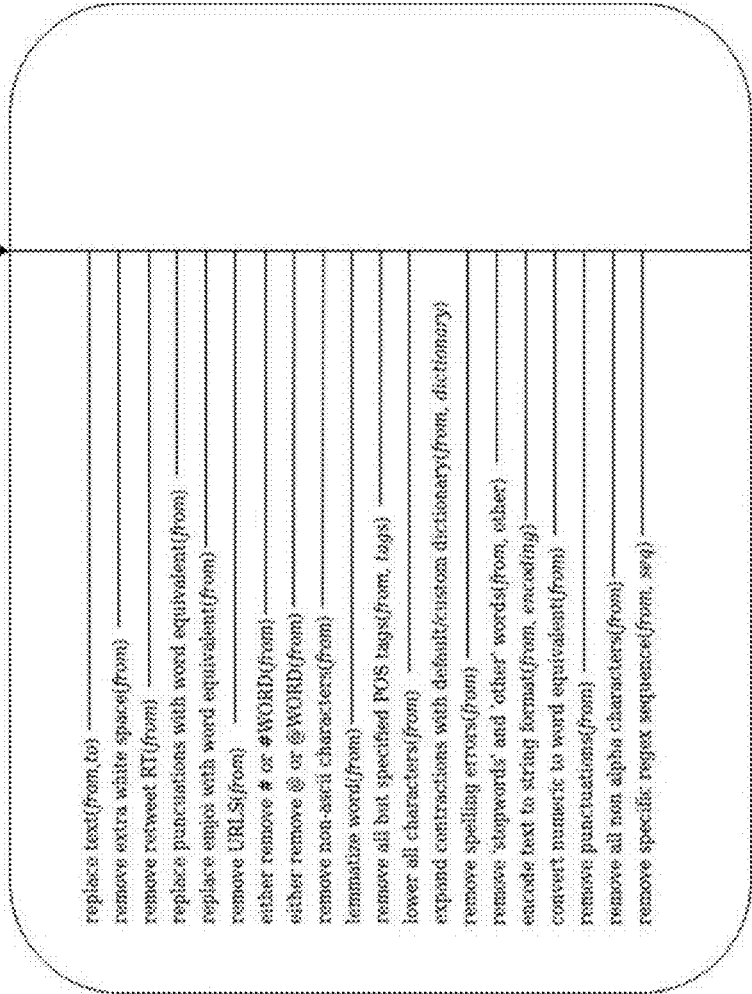 replace text(from,to)
remove extra white space(from)
remove retweet RT(from)
replace punctuations with word equivalent(from)
replace emjos with word equivalent(from)
remove URLS(from)
either remove # or #WORD(from)
either remove @ or @WORD(from)
remove non-ascii characters(from)
lemmatize word(from)
remove all but specified POS tags(from, tags)
lower all characters(from)
expand contractions with default/custom dictionary(from, dictionary)
remove spelling errors(from)
remove 'stopwords' and 'other' words(from, other)
encode text to string format(from, encoding)
convert numeric to word equivalent(from)
remove punctuations(from)
remove all non alpha characters(from)
remove specific regex sequence(from, seq)